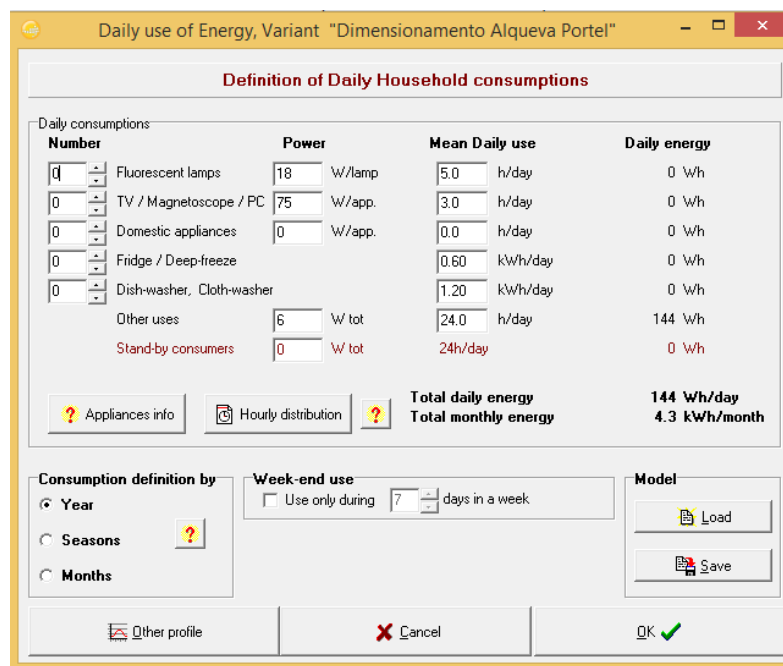 Daily use of Energy, Variant "Dimensionamento Alqueva Portel"
Definition of Daily Household consumptions
Daily consumptions
Number Power Mean Daily use Daily energy
0 Fluorescent lamps 18 W/lamp 5.0 h/day 0 Wh
0 TV / Magnetoscope / PC 75 W/app. 3.0 h/day 0 Wh
0 Domestic appliances 0 W/app. 0.0 h/day 0 Wh
0 Fridge / Deep-freeze 0.60 kWh/day 0 Wh
0 Dish-washer, Cloth-washer 1.20 kWh/day 0 Wh
Other uses 6 W tot 24.0 h/day 144 Wh
Stand-by consumers 0 W tot 24h/day 0 Wh
? Appliances info Hourly distribution ? Total daily energy 144 Wh/day
Total monthly energy 4.3 kWh/month
Consumption definition by Week-end use Model
Year Use only during 7 days in a week
Load
Seasons ?
Save
Months
Other profile Cancel OK